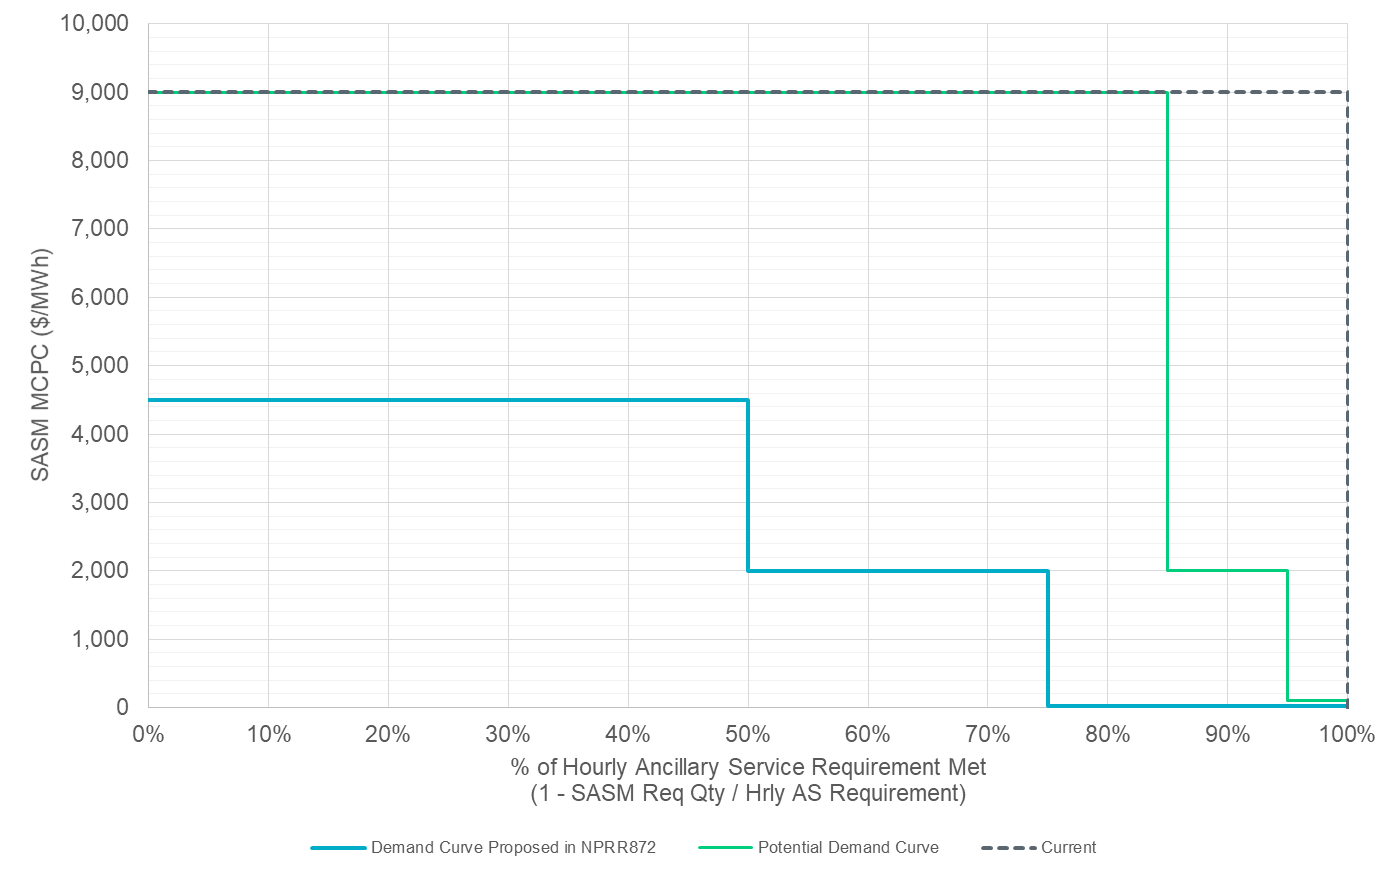 10,000
9,000
8,000
7,000
6,000
5,000
4,000
3,000
2,000
1,000
0
SASM MCPC ($/MWh)
0% 10% 20% 30% 40% 50% 60% 70% 80% 90% 100%
% of Hourly Ancillary Service Requirement Met
(1 - SASM Req Qty / Hrly AS Requirement)
Demand Curve Proposed in NPRR872 Potential Demand Curve Current